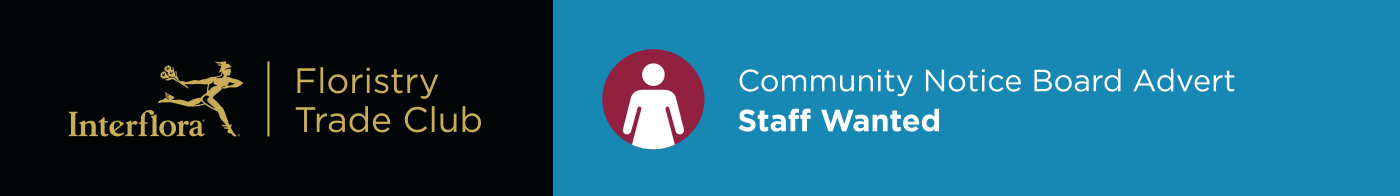 Interflora
Floristry
Trade Club
Community Notice Board Advert
Staff Wanted